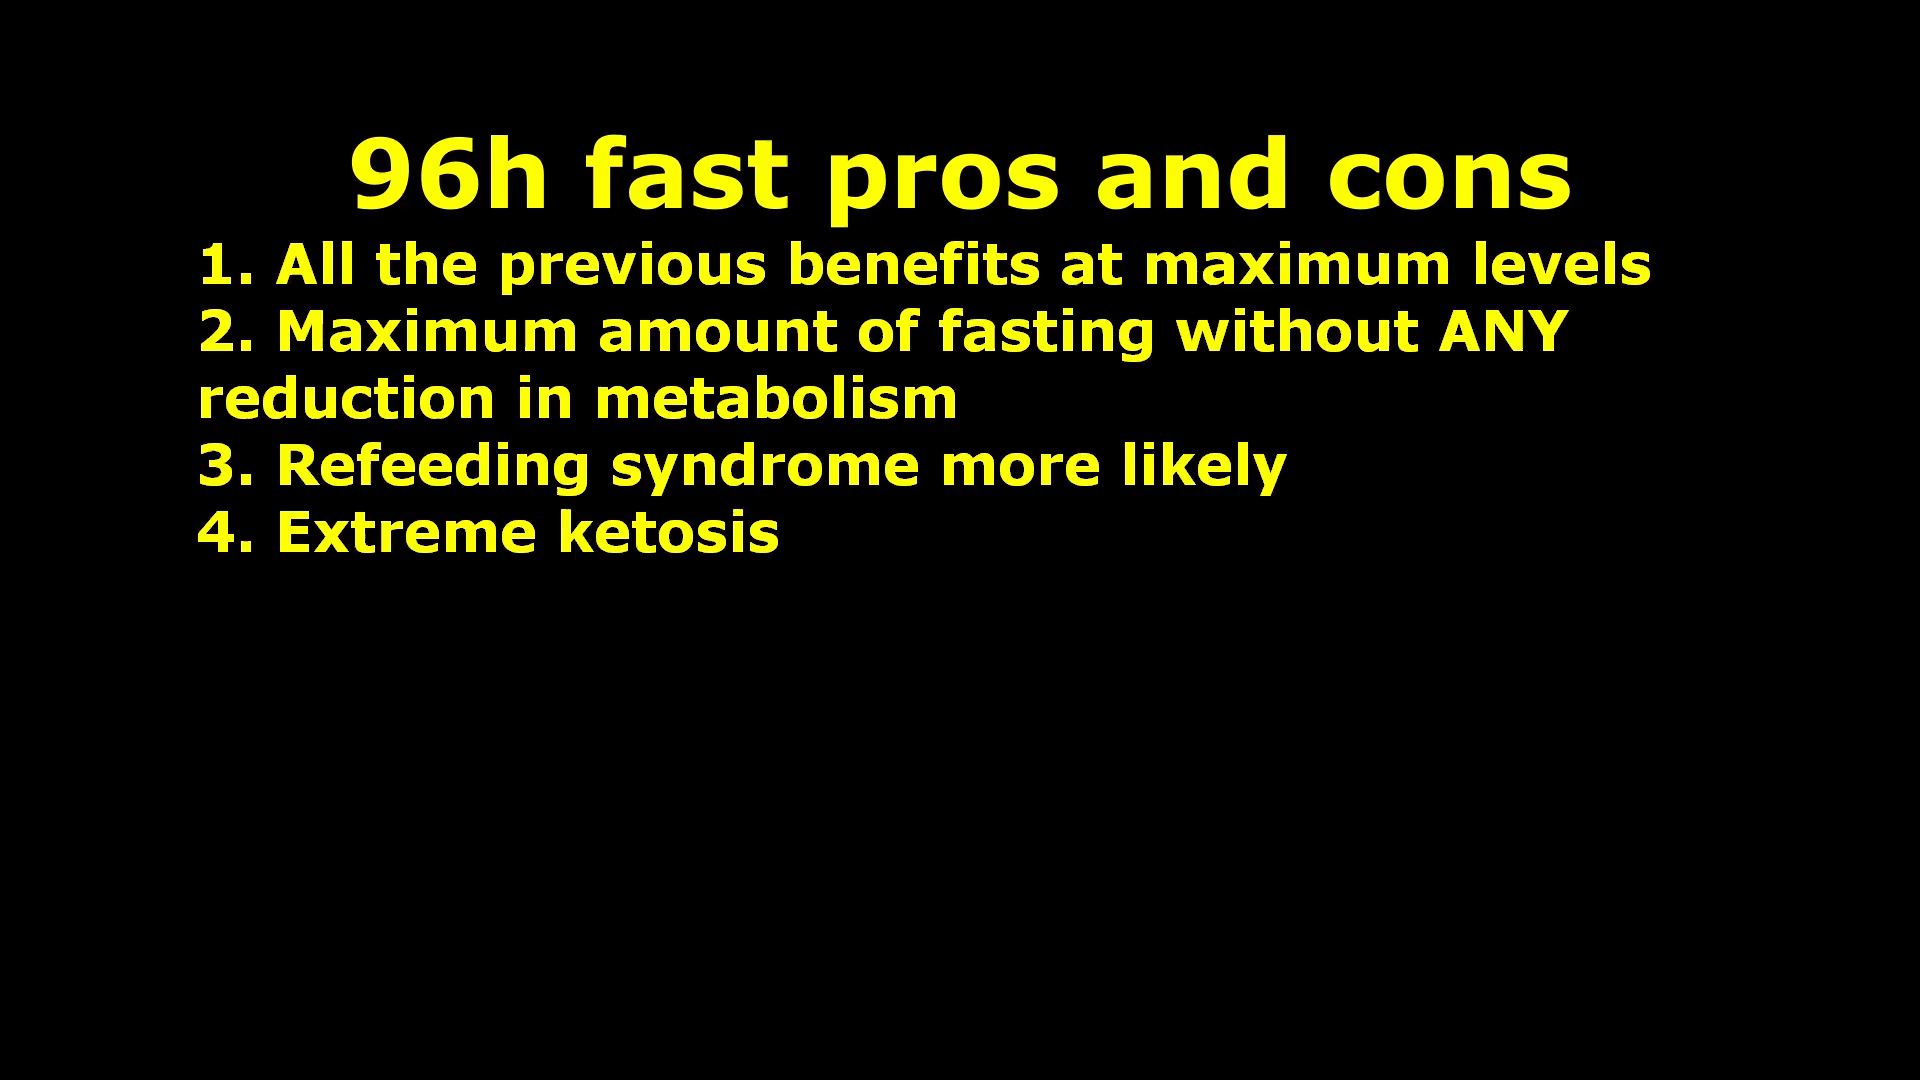 96h fast pros and cons
1. All the previous benefits at maximum levels
2. Maximum amount of fasting without ANY
reduction in metabolism
3. Refeeding syndrome more likely
4. Extreme ketosis